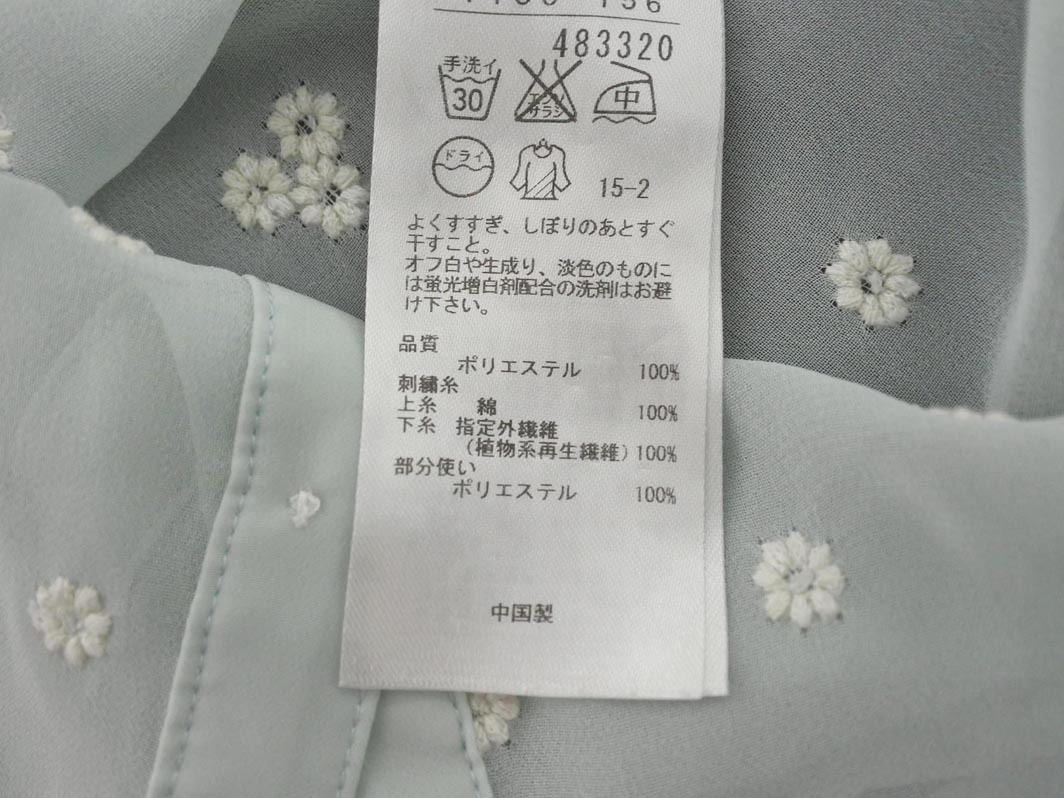 483320
手洗イ
30
エンソ
サラシ
中
ドライ
15-2
よくすすぎ、しぼりのあとすぐ
干すこと。
オフ白や生成り、淡色のものに
は蛍光増白剤配合の洗剤はお避
け下さい。
品質
ポリエステル 100%
刺繍糸
上糸 綿 100%
下糸 指定外繊維
(植物系再生繊維)100%
部分使い
ポリエステル 100%
中国製